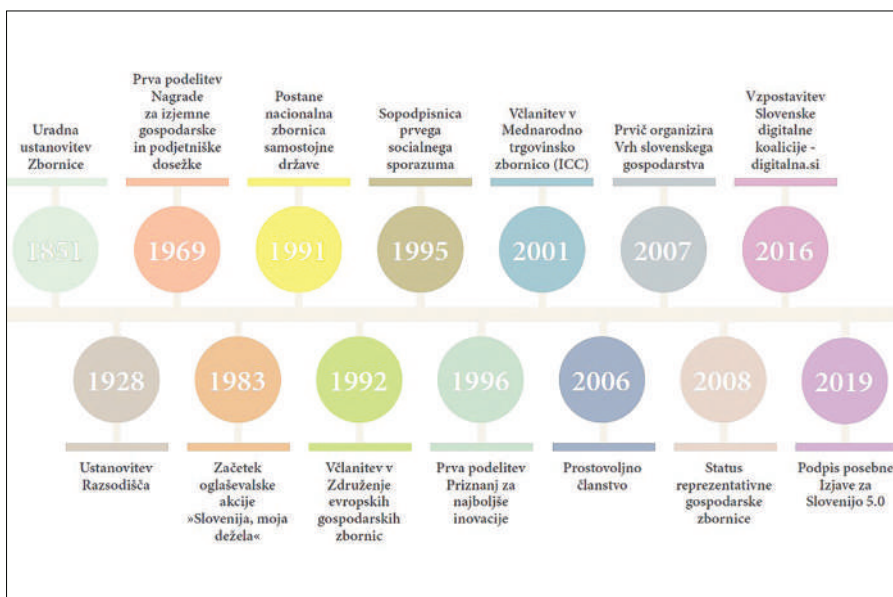 Uradna
ustanovitev
Zbornice
1851
Prva podelitev
Nagrade
za izjemne
gospodarske
in podjetniške
dosežke
1969
Postane
nacionalna
zbornica
samostojne
države
1991
Sopodpisnica
prvega
socialnega
sporazuma
1995
Včlanitev v
Mednarodno
trgovinsko
zbornico (ICC)
2001
Prvič organizira
Vrh slovenskega
gospodarstva
2007
Vzpostavitev
Slovenske
digitalne
koalicije -
digitalna.si
2016
1928
Ustanovitev
Razsodišča
1983
Začetek
oglaševalske
akcije
»Slovenija, moja
dežela«
1992
Včlanitev v
Združenje
evropskih
gospodarskih
zbornic
1996
Prva podelitev
Priznanj za
najboljše
inovacije
2006
Prostovoljno
članstvo
2008
Status
reprezentativne
gospodarske
zbornice
2019
Podpis posebne
Izjave za
Slovenijo 5.0